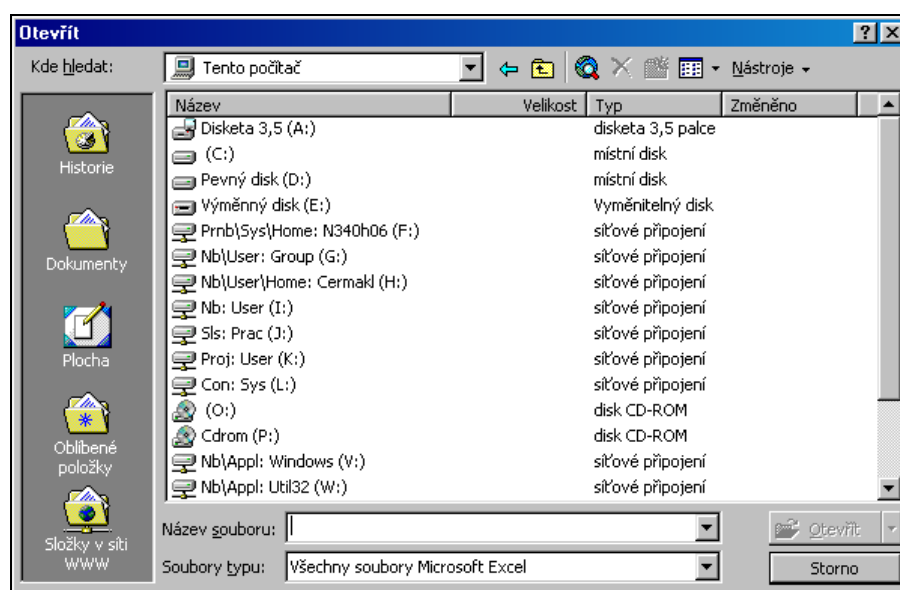 Otevřít
Kde hledat:
Tento počítač
Nástroje
Název Velikost Typ Změněno
Disketa 3,5 (A:) disketa 3,5 palce
(C:) místní disk
Pevný disk (D:) místní disk
Výměnný disk (E:) Vyměnitelný disk
Prnb\Sys\Home: N340h06 (F:) síťové připojení
Nb\User: Group (G:) síťové připojení
Nb\User\Home: Cermakl (H:) síťové připojení
Nb: User (I:) síťové připojení
Sls: Prac (J:) síťové připojení
Proj: User (K:) síťové připojení
Con: Sys (L:) síťové připojení
(O:) disk CD-ROM
Cdrom (P:) disk CD-ROM
Nb\Appl: Windows (V:) síťové připojení
Nb\Appl: Util32 (W:) síťové připojení
Historie
Dokumenty
Plocha
Oblíbené
položky
Složky v síti
WWW
Název souboru:
Otevřít
Soubory typu: Všechny soubory Microsoft Excel
Storno